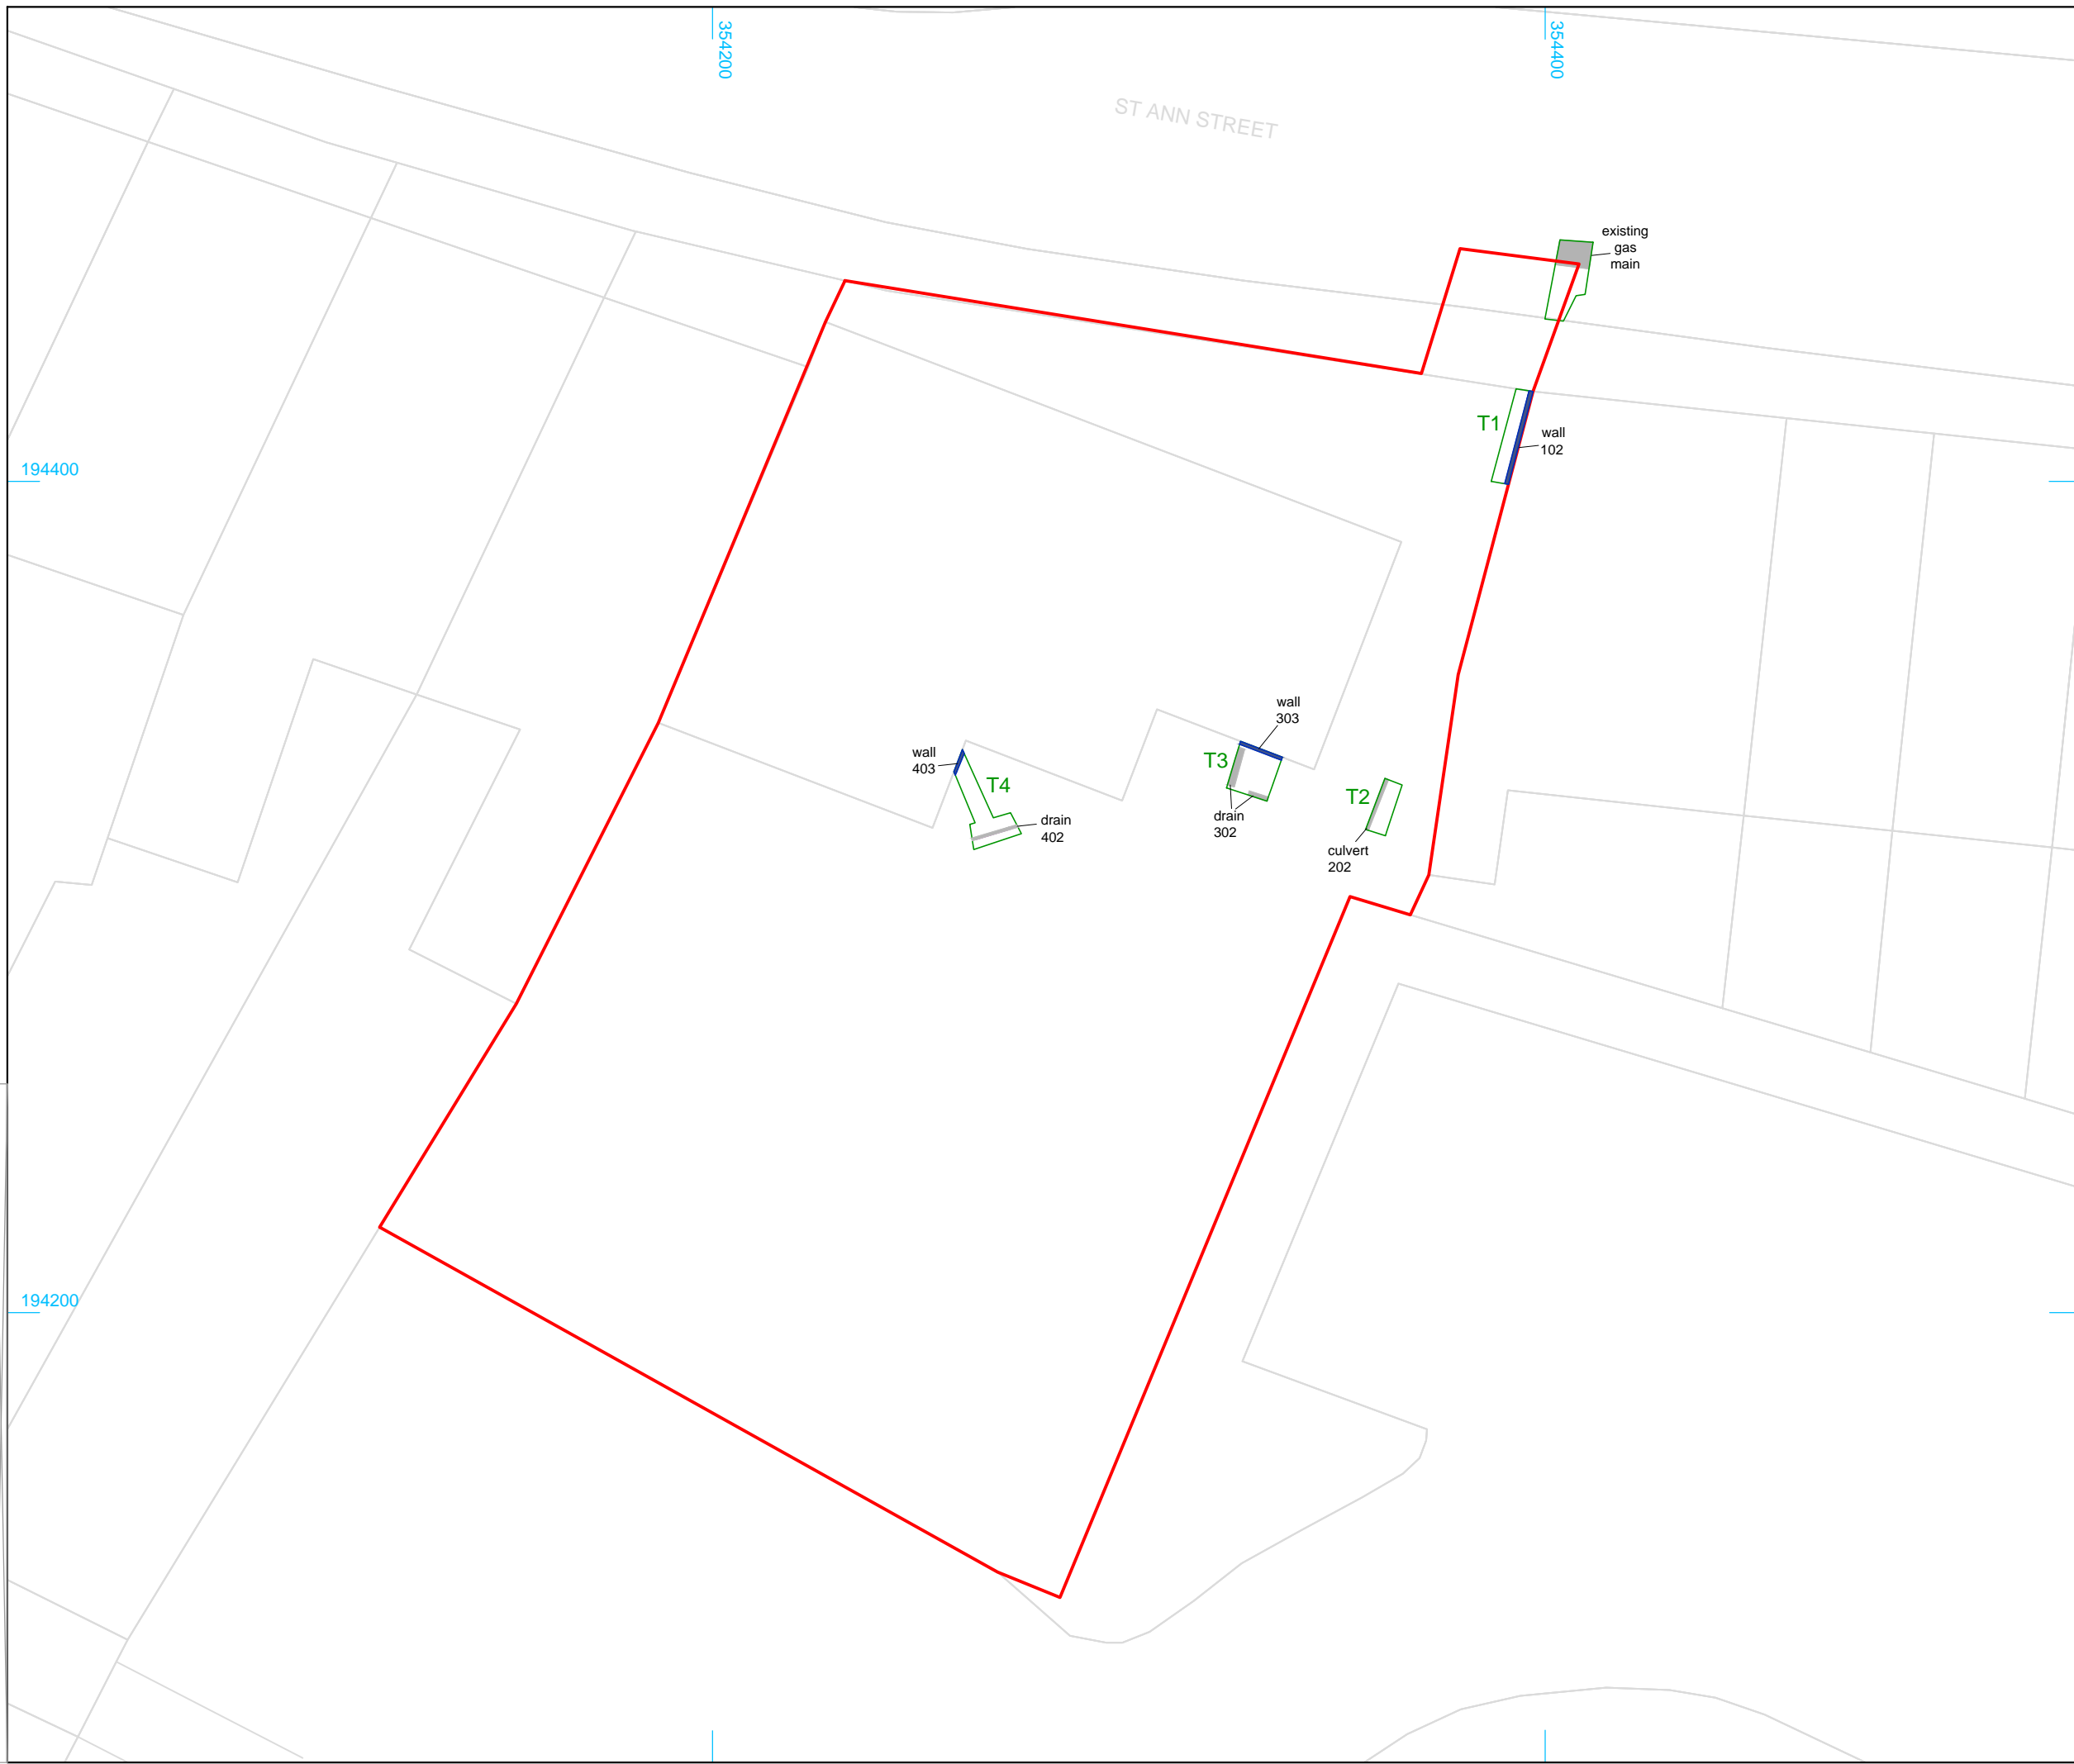 354200
354400
ST ANN STREET
existing
gas
main
T1
wall
102
194400
wall
303
wall
403
T3
T4
T2
drain
302
drain
402
culvert
202
194200